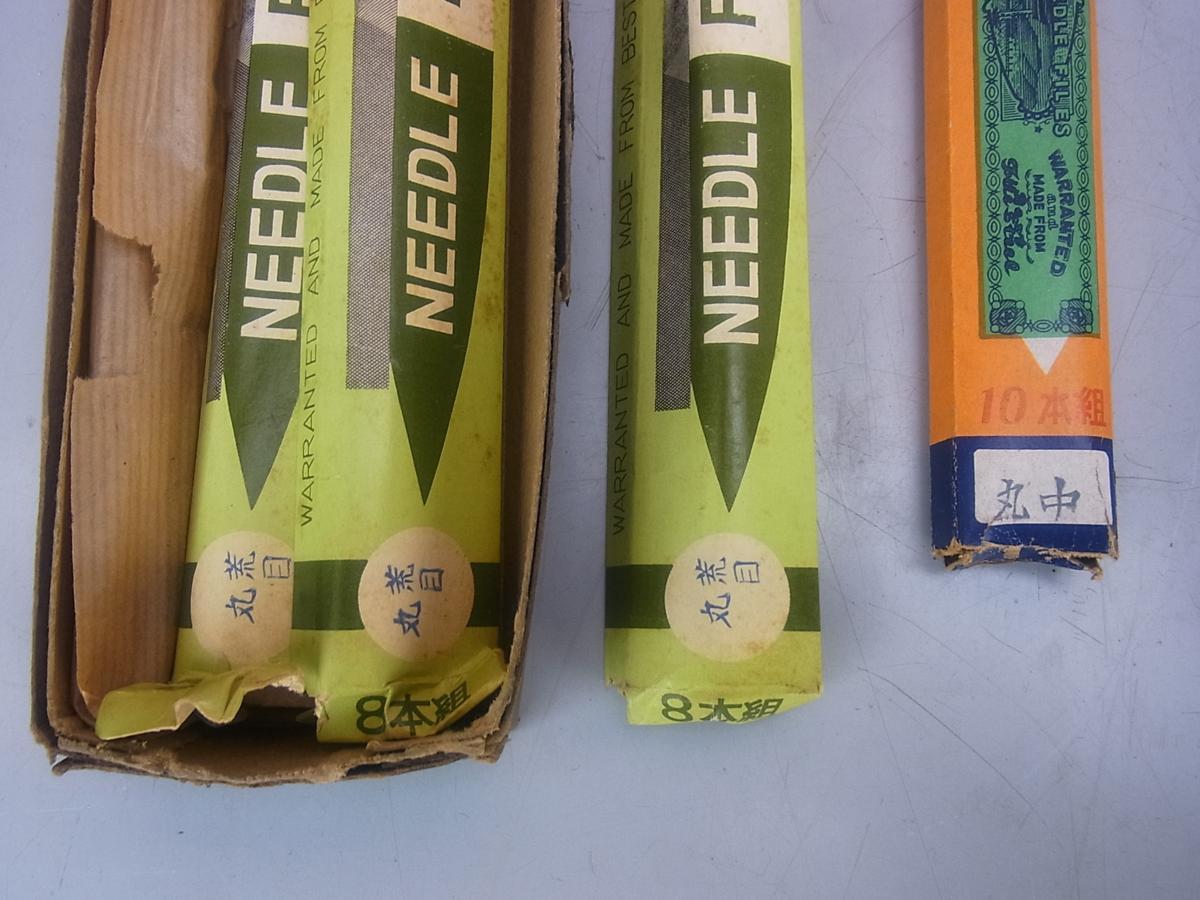 NEEDLE F
WARRANTED AND MADE FROM
NEEDLE
丸 荒目
丸 荒目
8本組
WARRANTED AND MADE FROM BEST
NEEDLE F
丸 荒目
8本組
NEEDLE FILES
WARRANTED
and
MADE FROM
10本組
丸中